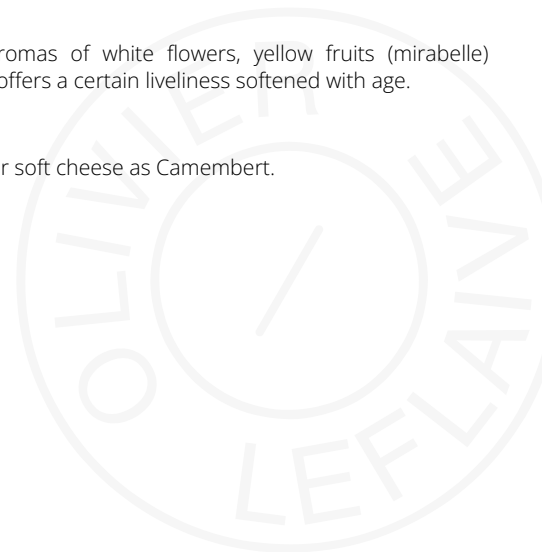 romas of white flowers, yellow fruits (mirabelle)
offers a certain liveliness softened with age.
r soft cheese as Camembert.
OLIVIER LEFLAIVE